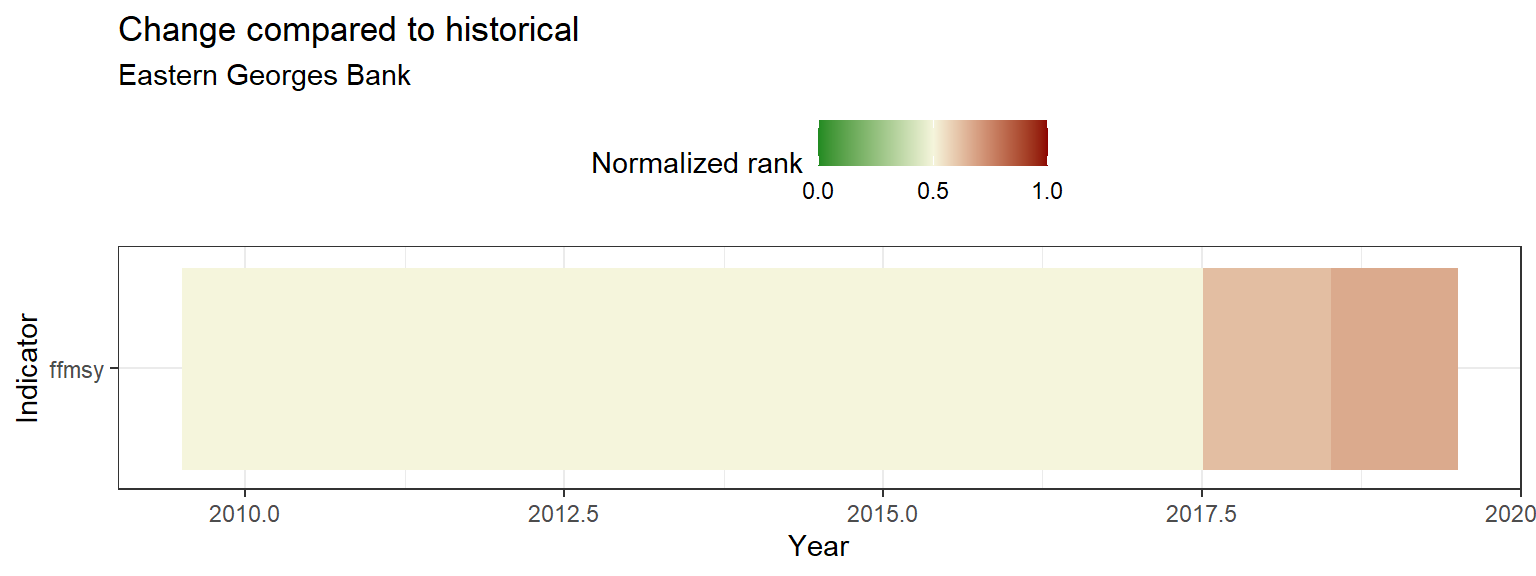 Change compared to historical
Eastern Georges Bank
Normalized rank
0.0 0.5 1.0
Indicator
ffmsy
2010.0 2012.5 2015.0 2017.5 2020
Year